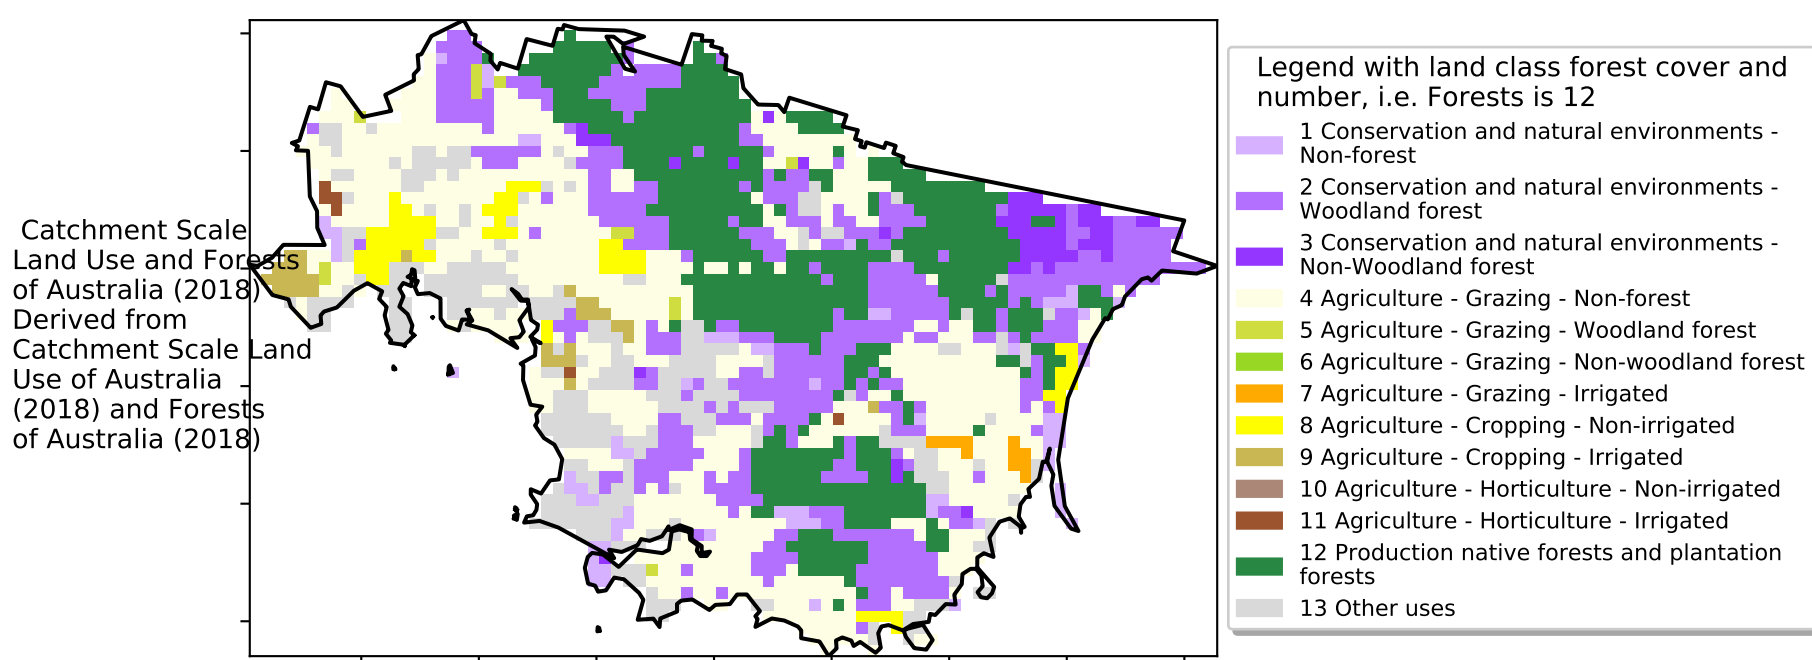 Catchment Scale
Land Use and Forests
of Australia (2018)
Derived from
Catchment Scale Land
Use of Australia
(2018) and Forests
of Australia (2018)
Legend with land class forest cover and
number, i.e. Forests is 12
1 Conservation and natural environments -
Non-forest
2 Conservation and natural environments -
Woodland forest
3 Conservation and natural environments -
Non-Woodland forest
4 Agriculture - Grazing - Non-forest
5 Agriculture - Grazing - Woodland forest
6 Agriculture - Grazing - Non-woodland forest
7 Agriculture - Grazing - Irrigated
8 Agriculture - Cropping - Non-irrigated
9 Agriculture - Cropping - Irrigated
10 Agriculture - Horticulture - Non-irrigated
11 Agriculture - Horticulture - Irrigated
12 Production native forests and plantation
forests
13 Other uses